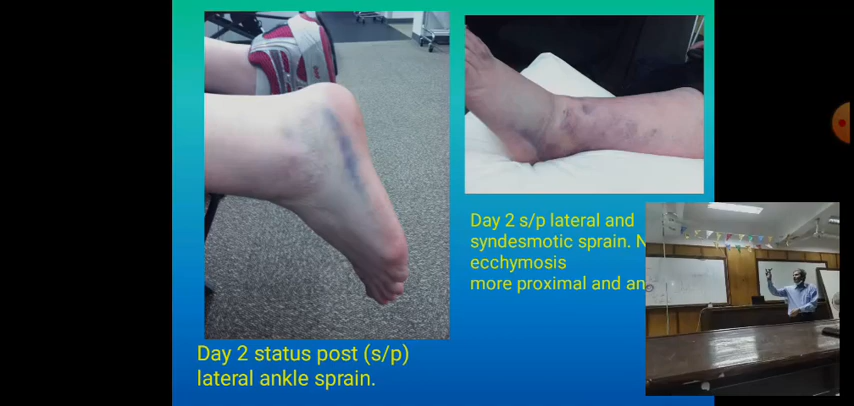 Day 2 s/p lateral and
syndesmotic sprain.
ecchymosis
more proximal and
Day 2 status post (s/p)
lateral ankle sprain.